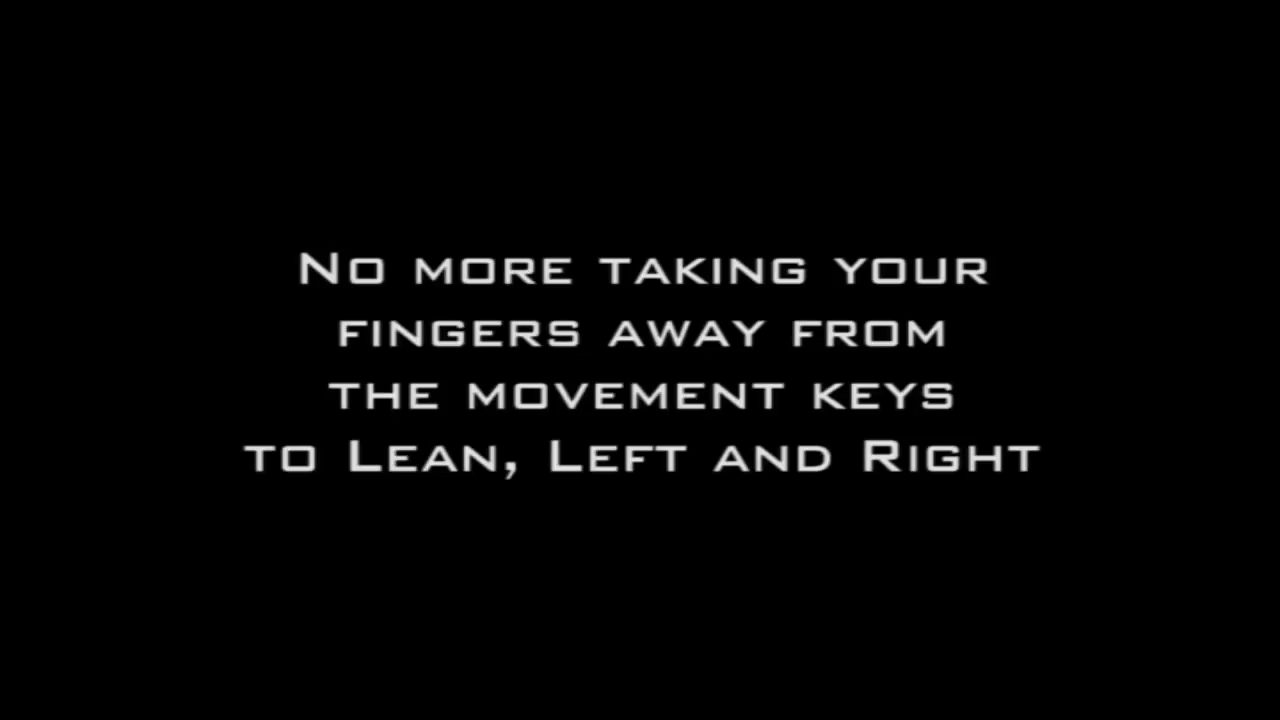 No more taking your
fingers away from
the movement keys
to Lean, Left and Right